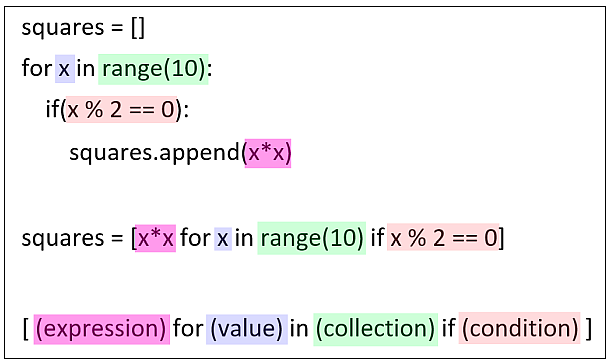 squares = []
for x in range(10):
if(x % 2 == 0):
squares.append(x*x)
squares = [x*x for x in range(10) if x % 2 == 0]
[ (expression) for (value) in (collection) if (condition) ]